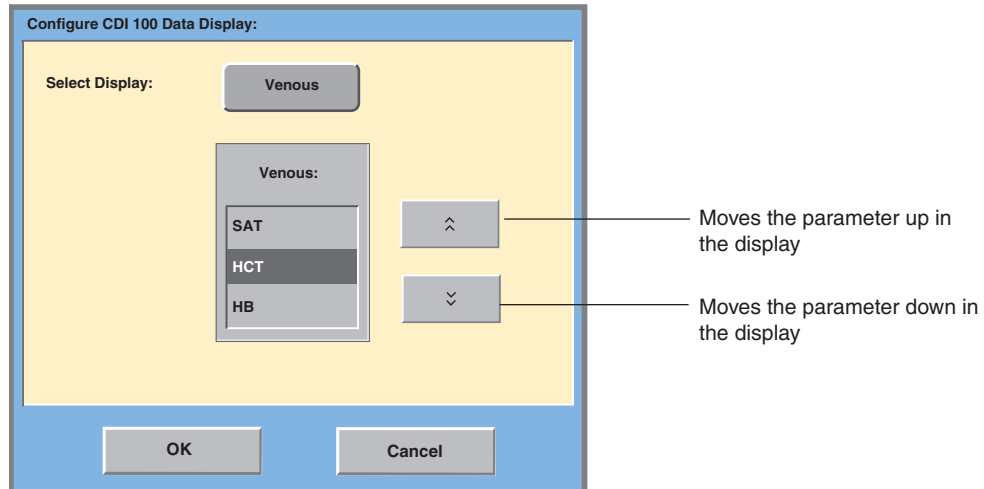 Configure CDI 100 Data Display:
Select Display:
Venous
Venous:
SAT
HCT
HB
Moves the parameter up in
the display
Moves the parameter down in
the display
OK
Cancel